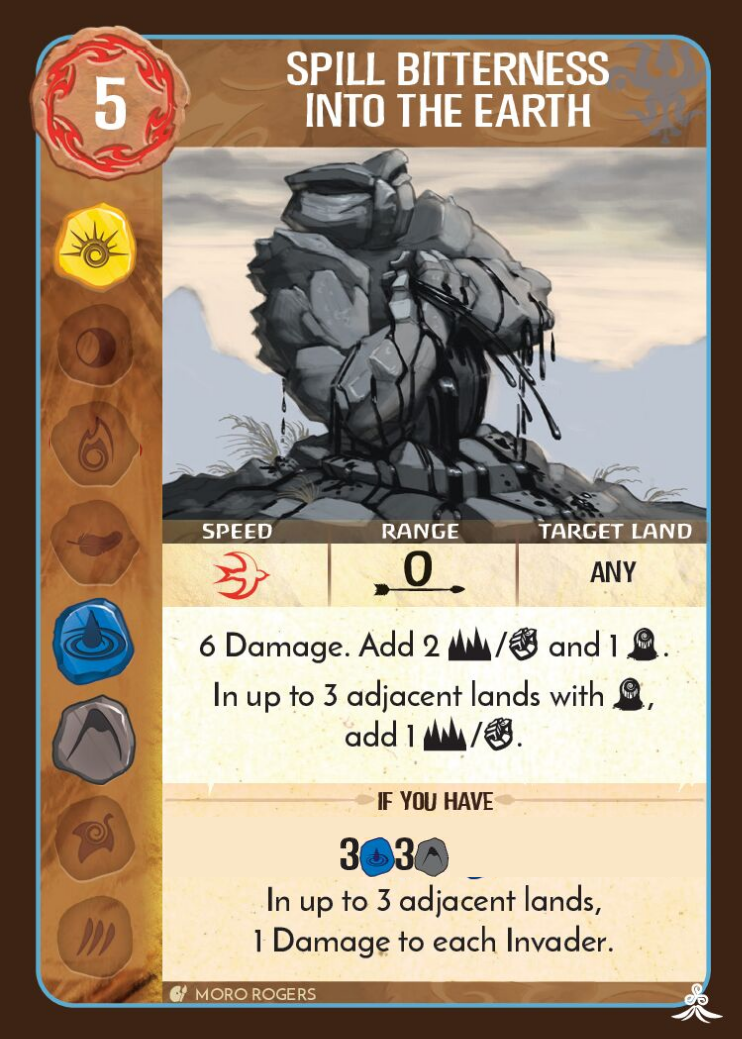 5
SPILL BITTERNESS
INTO THE EARTH
SPEED RANGE TARGET LAND
0 ANY
6 Damage. Add 2 / and 1 .
In up to 3 adjacent lands with ,
add 1 / .
IF YOU HAVE
3 3
In up to 3 adjacent lands,
1 Damage to each Invader.
MORO ROGERS